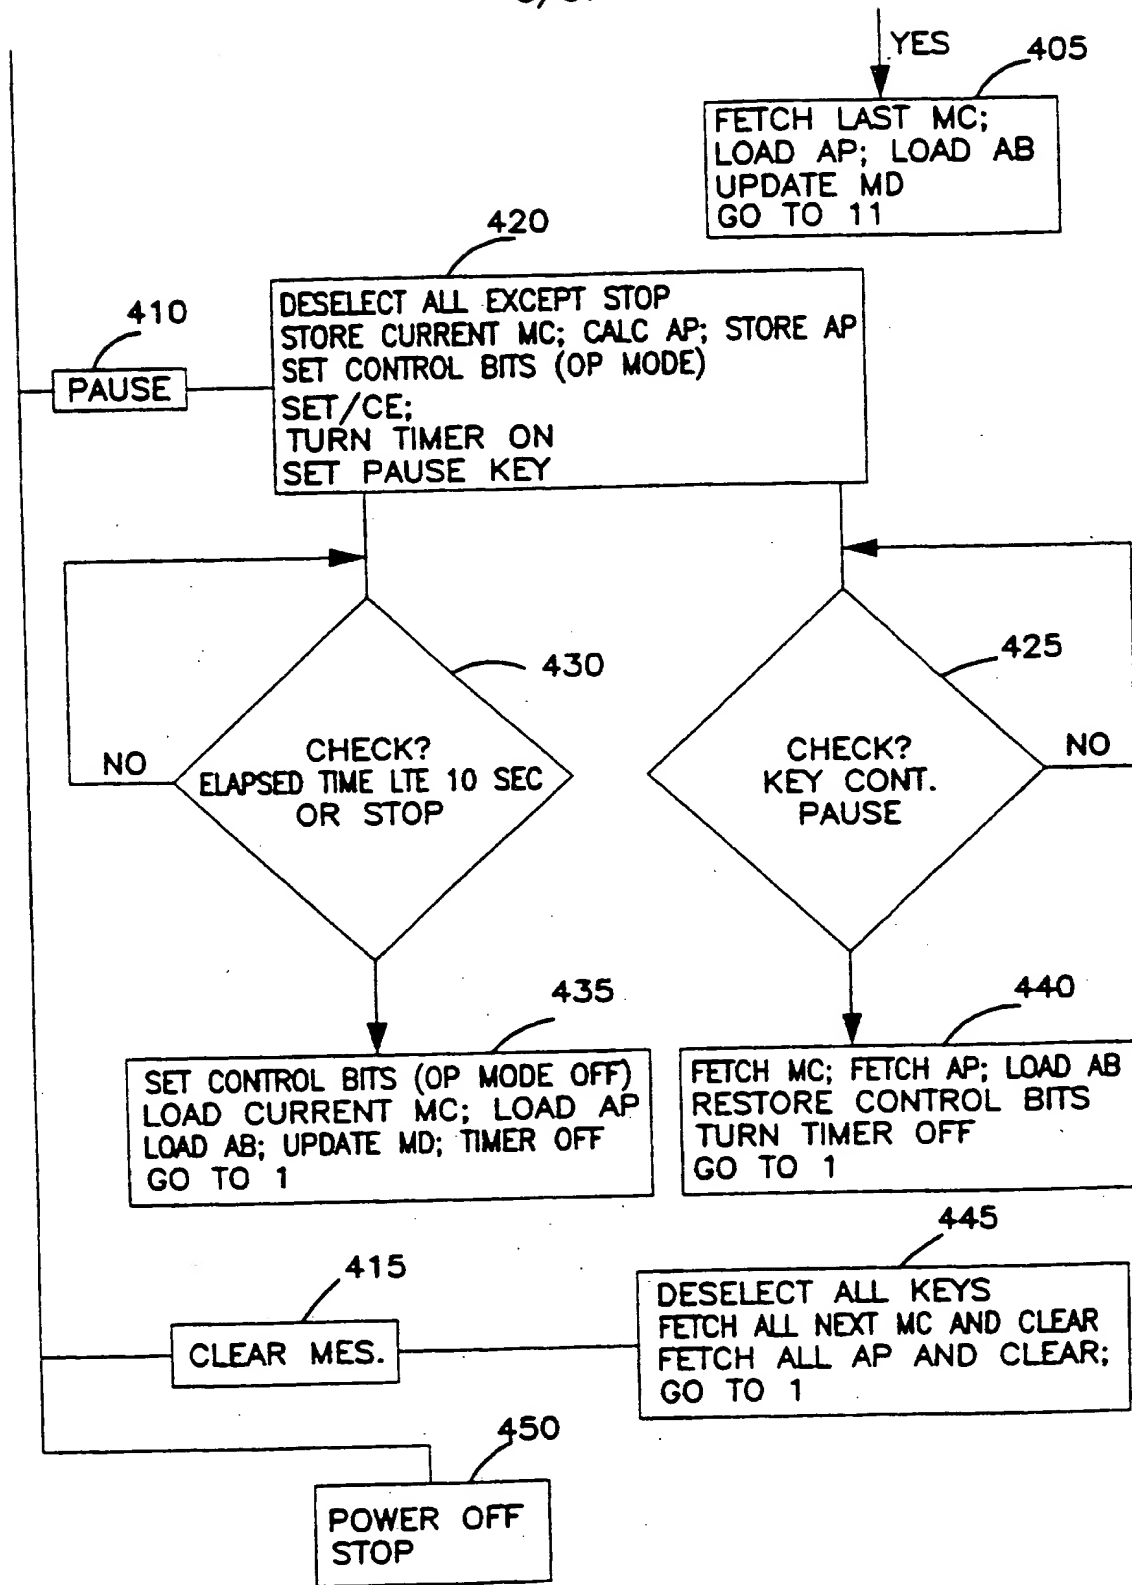 YES
405
FETCH LAST MC;
LOAD AP; LOAD AB
UPDATE MD
GO TO 11
420
DESELECT ALL EXCEPT STOP
STORE CURRENT MC; CALC AP; STORE AP
SET CONTROL BITS (OP MODE)
SET/CE;
TURN TIMER ON
SET PAUSE KEY
410
PAUSE
430
CHECK?
ELAPSED TIME LTE 10 SEC
OR STOP
NO
425
CHECK?
KEY CONT.
PAUSE
NO
435
SET CONTROL BITS (OP MODE OFF)
LOAD CURRENT MC; LOAD AP
LOAD AB; UPDATE MD; TIMER OFF
GO TO 1
440
FETCH MC; FETCH AP; LOAD AB
RESTORE CONTROL BITS
TURN TIMER OFF
GO TO 1
415
CLEAR MES.
445
DESELECT ALL KEYS
FETCH ALL NEXT MC AND CLEAR
FETCH ALL AP AND CLEAR;
GO TO 1
450
POWER OFF
STOP